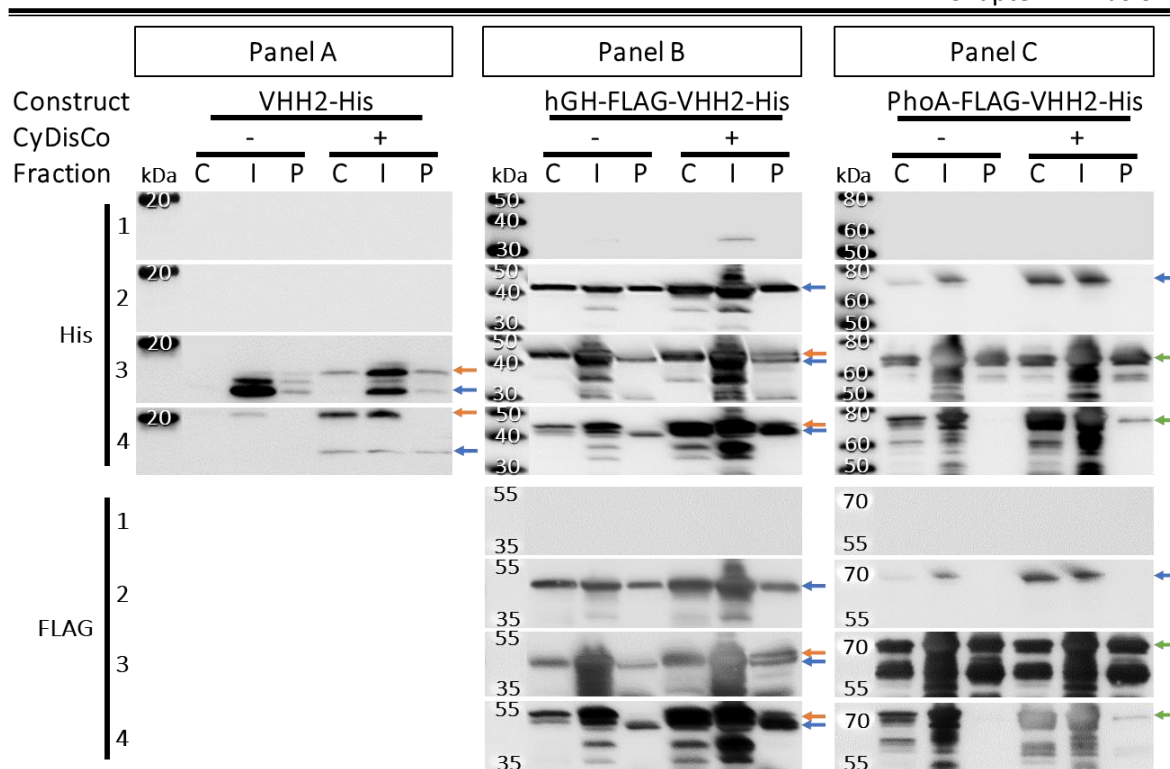 Panel A Panel B Panel C
Construct VHH2-His hGH-FLAG-VHH2-His PhoA-FLAG-VHH2-His
CyDisCo - + - + - +
Fraction kDa C I P C I P kDa C I P C I P kDa C I P C I P
His
1 20 50 40 30 80 60 50
2 20 50 40 30 80 60 50
3 20 50 40 30 80 60 50
4 20 50 40 30 80 60 50
FLAG
1 55 35 70 55
2 55 35 70 55
3 55 35 70 55
4 55 35 70 55